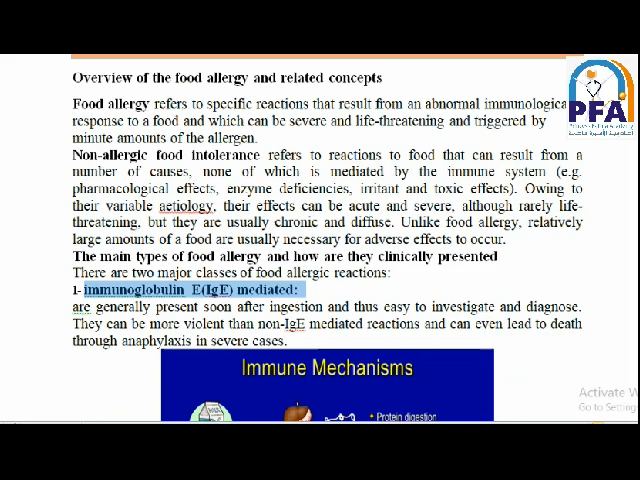 Overview of the food allergy and related concepts
PFA
Food allergy refers to specific reactions that result from an abnormal immunologica
response to a food and which can be severe and life-threatening and triggered by
minute amounts of the allergen.
Non-allergic food intolerance refers to reactions to food that can result from a
number of causes, none of which is mediated by the immune system (e.g.
pharmacological effects, enzyme deficiencies, irritant and toxic effects). Owing to
their variable aetiology, their effects can be acute and severe, although rarely life-
threatening, but they are usually chronic and diffuse. Unlike food allergy, relatively
large amounts of a food are usually necessary for adverse effects to occur.
The main types of food allergy and how are they clinically presented
There are two major classes of food allergic reactions:
1- immunoglobulin E(IgE) mediated:
are generally present soon after ingestion and thus easy to investigate and diagnose.
They can be more violent than non-IgE mediated reactions and can even lead to death
through anaphylaxis in severe cases.
Immune Mechanisms
• Protein digestion
Activate W
Go to Setting